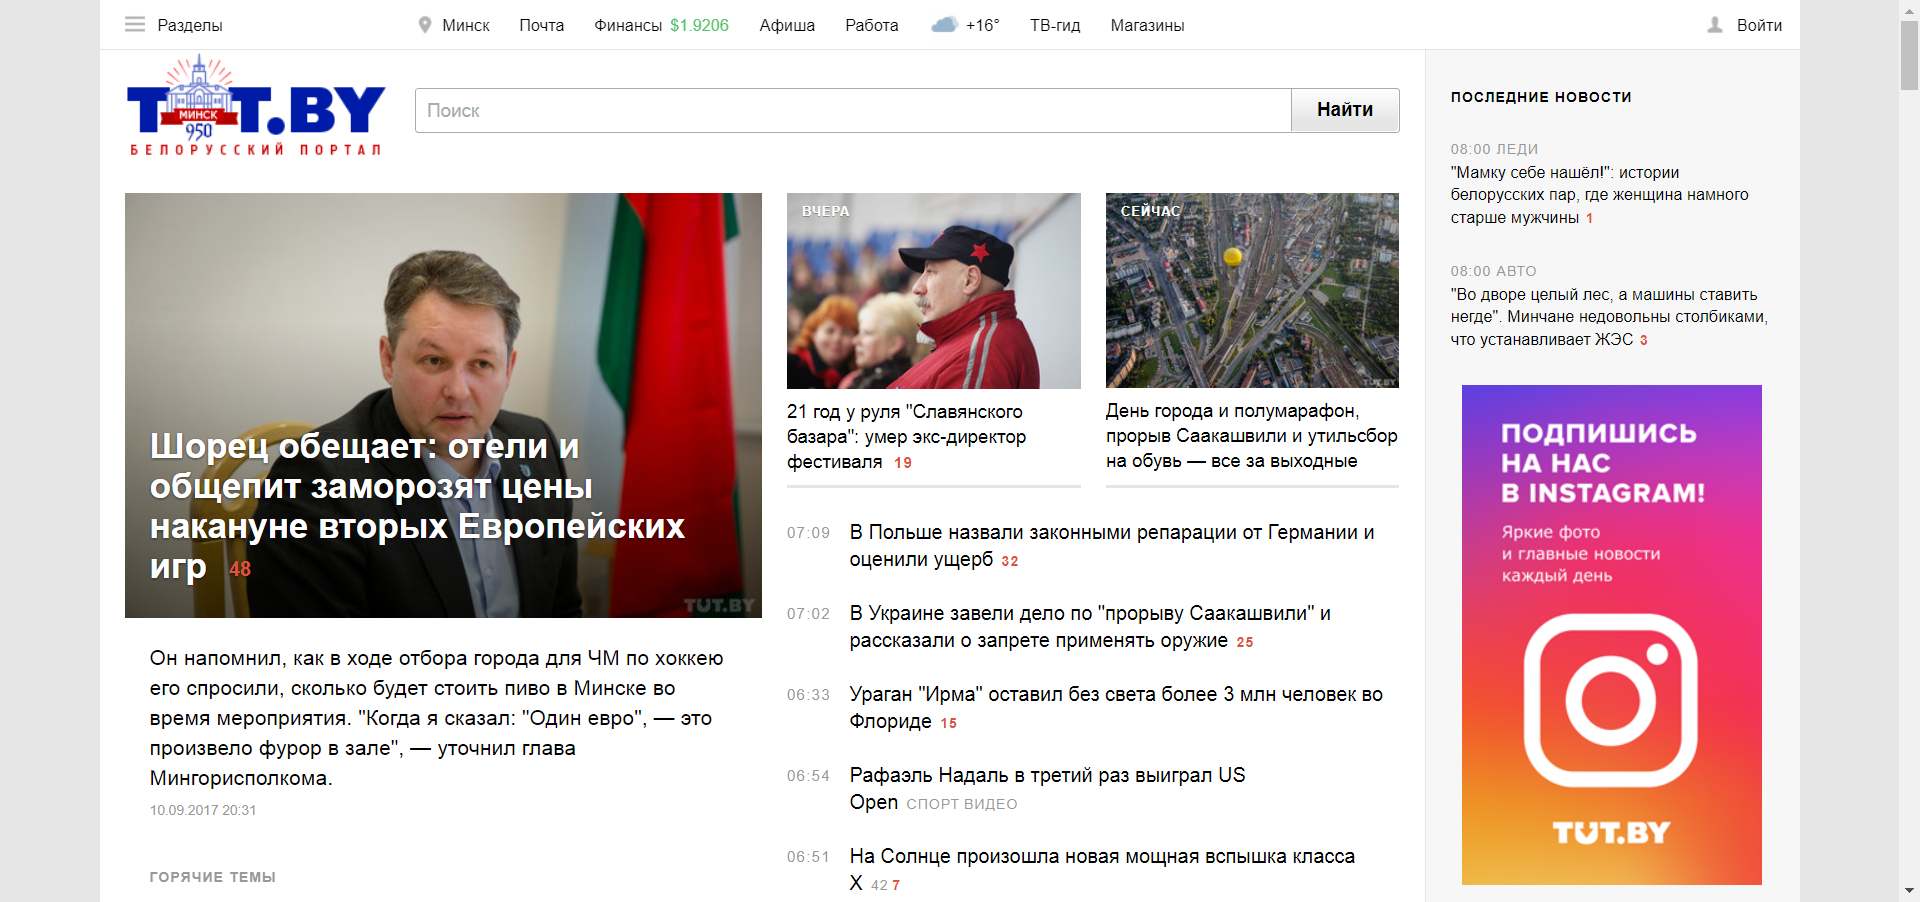 Разделы
Минск
Почта
Финансы $1.9206
Афиша
Работа
+16°
ТВ-гид
Магазины
Войти
TUT.BY
МИНСК
950
БЕЛОРУССКИЙ ПОРТАЛ
Поиск
Найти
Шорец обещает: отели и
общепит заморозят цены
накануне вторых Европейских
игр 48
TUT.BY
Он напомнил, как в ходе отбора города для ЧМ по хоккею
его спросили, сколько будет стоить пиво в Минске во
время мероприятия. "Когда я сказал: "Один евро", — это
произвело фурор в зале", — уточнил глава
Мингорисполкома.
10.09.2017 20:31
ГОРЯЧИЕ ТЕМЫ
ВЧЕРА
21 год у руля "Славянского
базара": умер экс-директор
фестиваля 19
СЕЙЧАС
TUT.BY
День города и полумарафон,
прорыв Саакашвили и утильсбор
на обувь — все за выходные
07:09 В Польше назвали законными репарации от Германии и
оценили ущерб 32
07:02 В Украине завели дело по "прорыву Саакашвили" и
рассказали о запрете применять оружие 25
06:33 Ураган "Ирма" оставил без света более 3 млн человек во
Флориде 15
06:54 Рафаэль Надаль в третий раз выиграл US
Open СПОРТ ВИДЕО
06:51 На Солнце произошла новая мощная вспышка класса
X 42 7
ПОСЛЕДНИЕ НОВОСТИ
08:00 ЛЕДИ
"Мамку себе нашёл!": истории
белорусских пар, где женщина намного
старше мужчины 1
08:00 АВТО
"Во дворе целый лес, а машины ставить
негде". Минчане недовольны столбиками,
что устанавливает ЖЭС 3
ПОДПИШИСЬ
НА НАС
В INSTAGRAM!
Яркие фото
и главные новости
каждый день
TUT.BY